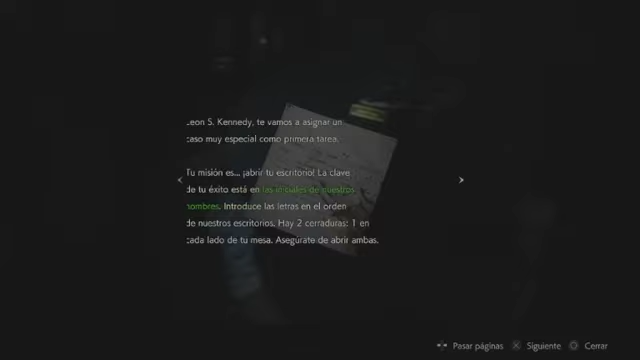 Leon S. Kennedy, te vamos a asignar un
caso muy especial como primera tarea.
Tu misión es... ¡abrir tu escritorio! La clave
de tu éxito está en las iniciales de nuestros
nombres. Introduce las letras en el orden
de nuestros escritorios. Hay 2 cerraduras: 1 en
cada lado de tu mesa. Asegúrate de abrir ambas.
Pasar páginas Siguiente Cerrar